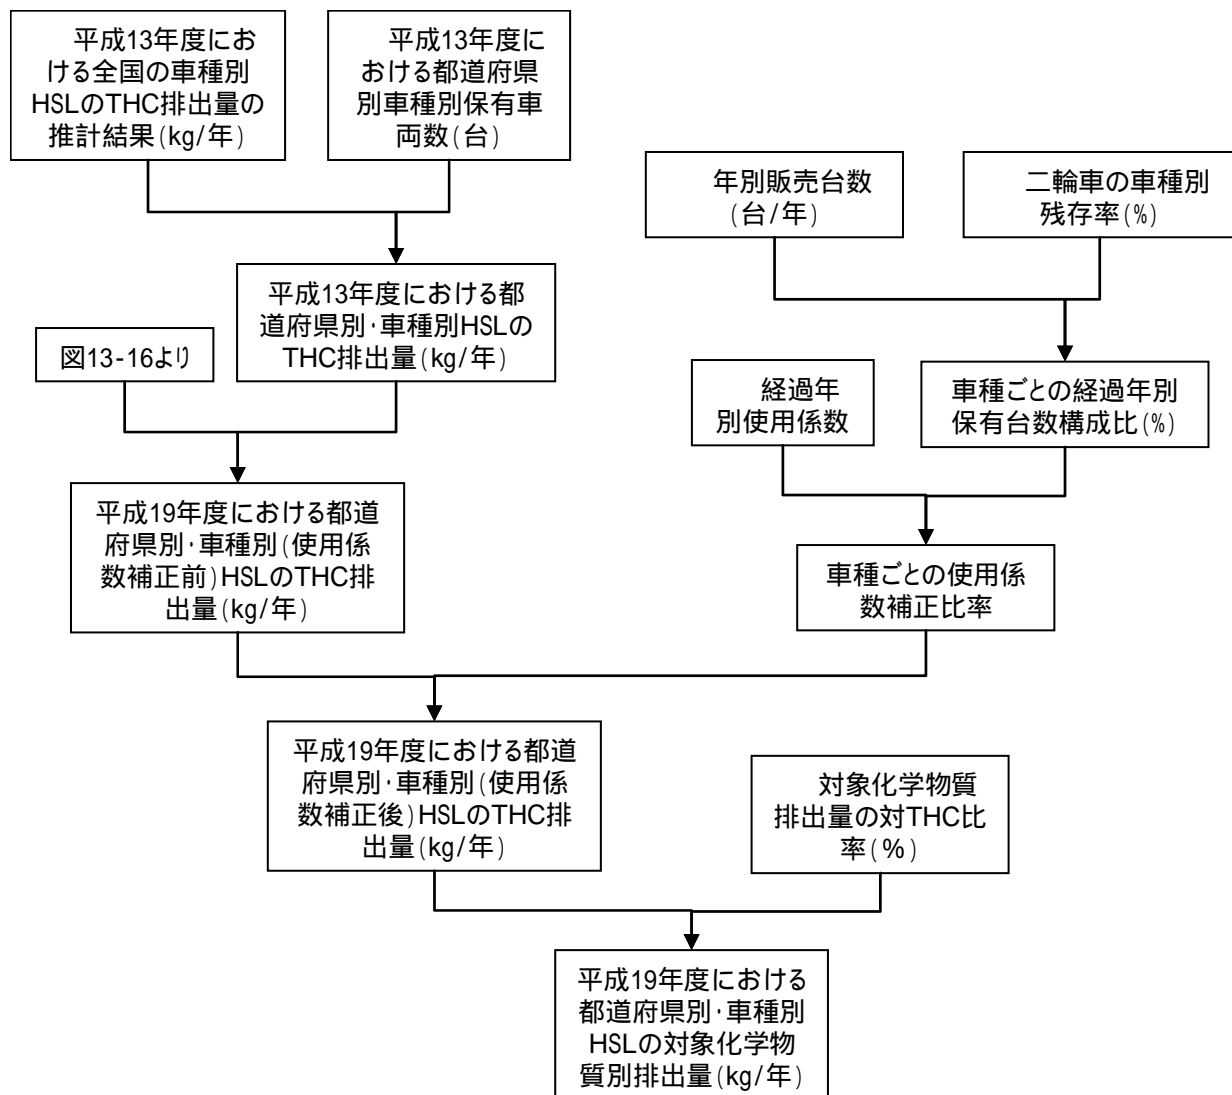 平成13年度にお
ける全国の車種別
HSLのTHC排出量の
推計結果(kg/年)
平成13年度に
おける都道府県
別車種別保有車
両数(台)
年別販売台数
(台/年)
二輪車の車種別
残存率(%)
平成13年度における都
道府県別・車種別HSLの
THC排出量(kg/年)
図13-16より
経過年
別使用係数
車種ごとの経過年別
保有台数構成比(%)
平成19年度における都道
府県別・車種別(使用係
数補正前)HSLのTHC排
出量(kg/年)
車種ごとの使用係
数補正比率
平成19年度における都道
府県別・車種別(使用係
数補正後)HSLのTHC排
出量(kg/年)
対象化学物質
排出量の対THC比
率(%)
平成19年度における
都道府県別・車種別
HSLの対象化学物
質別排出量(kg/年)